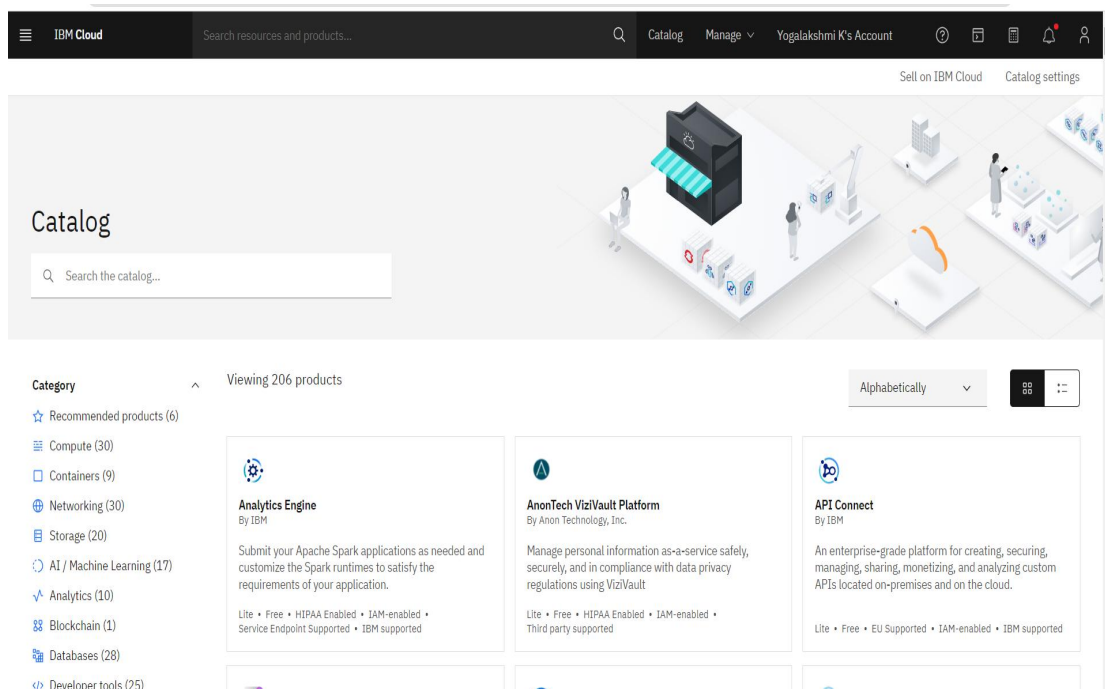 IBM Cloud
Search resources and products...
Catalog
Manage
Yogalakshmi K's Account
Sell on IBM Cloud
Catalog settings
Catalog
Search the catalog...
Category
Recommended products (6)
Compute (30)
Containers (9)
Networking (30)
Storage (20)
AI / Machine Learning (17)
Analytics (10)
Blockchain (1)
Databases (28)
Developer tools (25)
Viewing 206 products
Alphabetically
Analytics Engine
By IBM
Submit your Apache Spark applications as needed and
customize the Spark runtimes to satisfy the
requirements of your application.
Lite • Free • HIPAA Enabled • IAM-enabled •
Service Endpoint Supported • IBM supported
AnonTech ViziVault Platform
By Anon Technology, Inc.
Manage personal information as-a-service safely,
securely, and in compliance with data privacy
regulations using ViziVault
Lite • Free • HIPAA Enabled • IAM-enabled •
Third party supported
API Connect
By IBM
An enterprise-grade platform for creating, securing,
managing, sharing, monetizing, and analyzing custom
APIs located on-premises and on the cloud.
Lite • Free • EU Supported • IAM-enabled • IBM supported